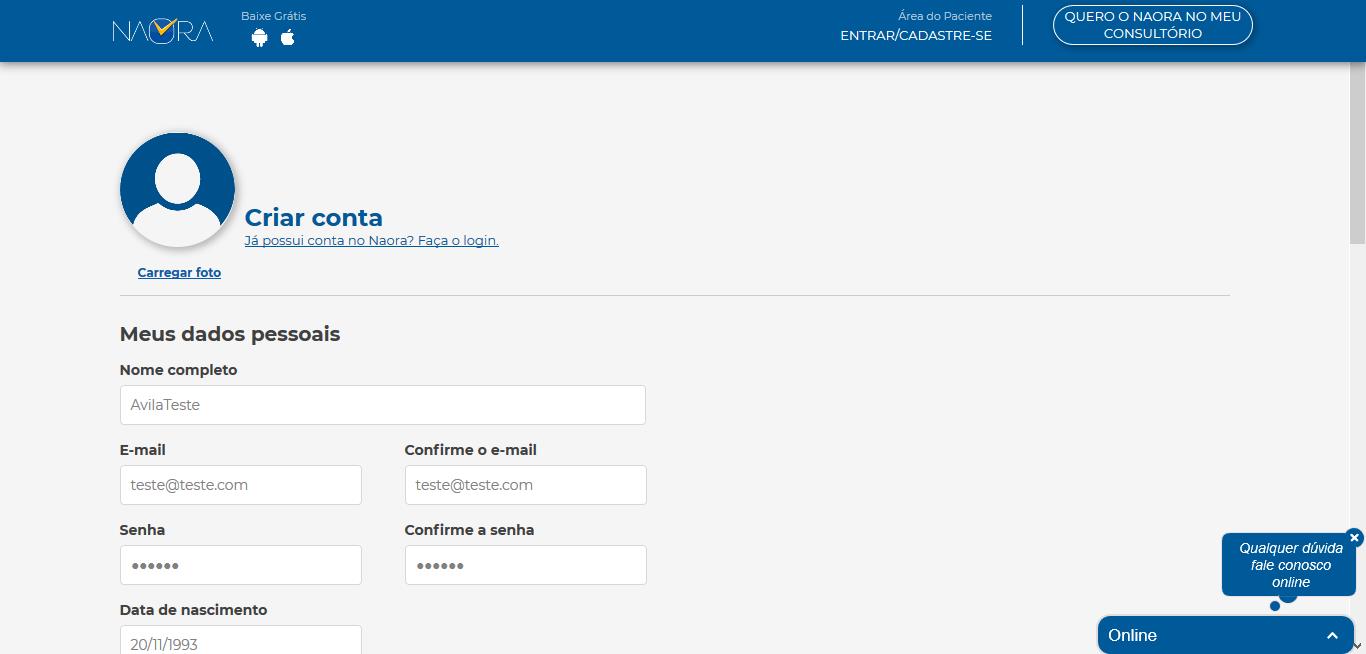 NAORA
Baixe Grátis
Área do Paciente
ENTRAR/CADASTRE-SE
QUERO O NAORA NO MEU
CONSULTÓRIO
Criar conta
Já possui conta no Naora? Faça o login.
Carregar foto
Meus dados pessoais
Nome completo
AvilaTeste
E-mail
Confirme o e-mail
teste@teste.com
teste@teste.com
Senha
Confirme a senha
••••••
••••••
Data de nascimento
20/11/1993
Qualquer dúvida
fale conosco
online
Online